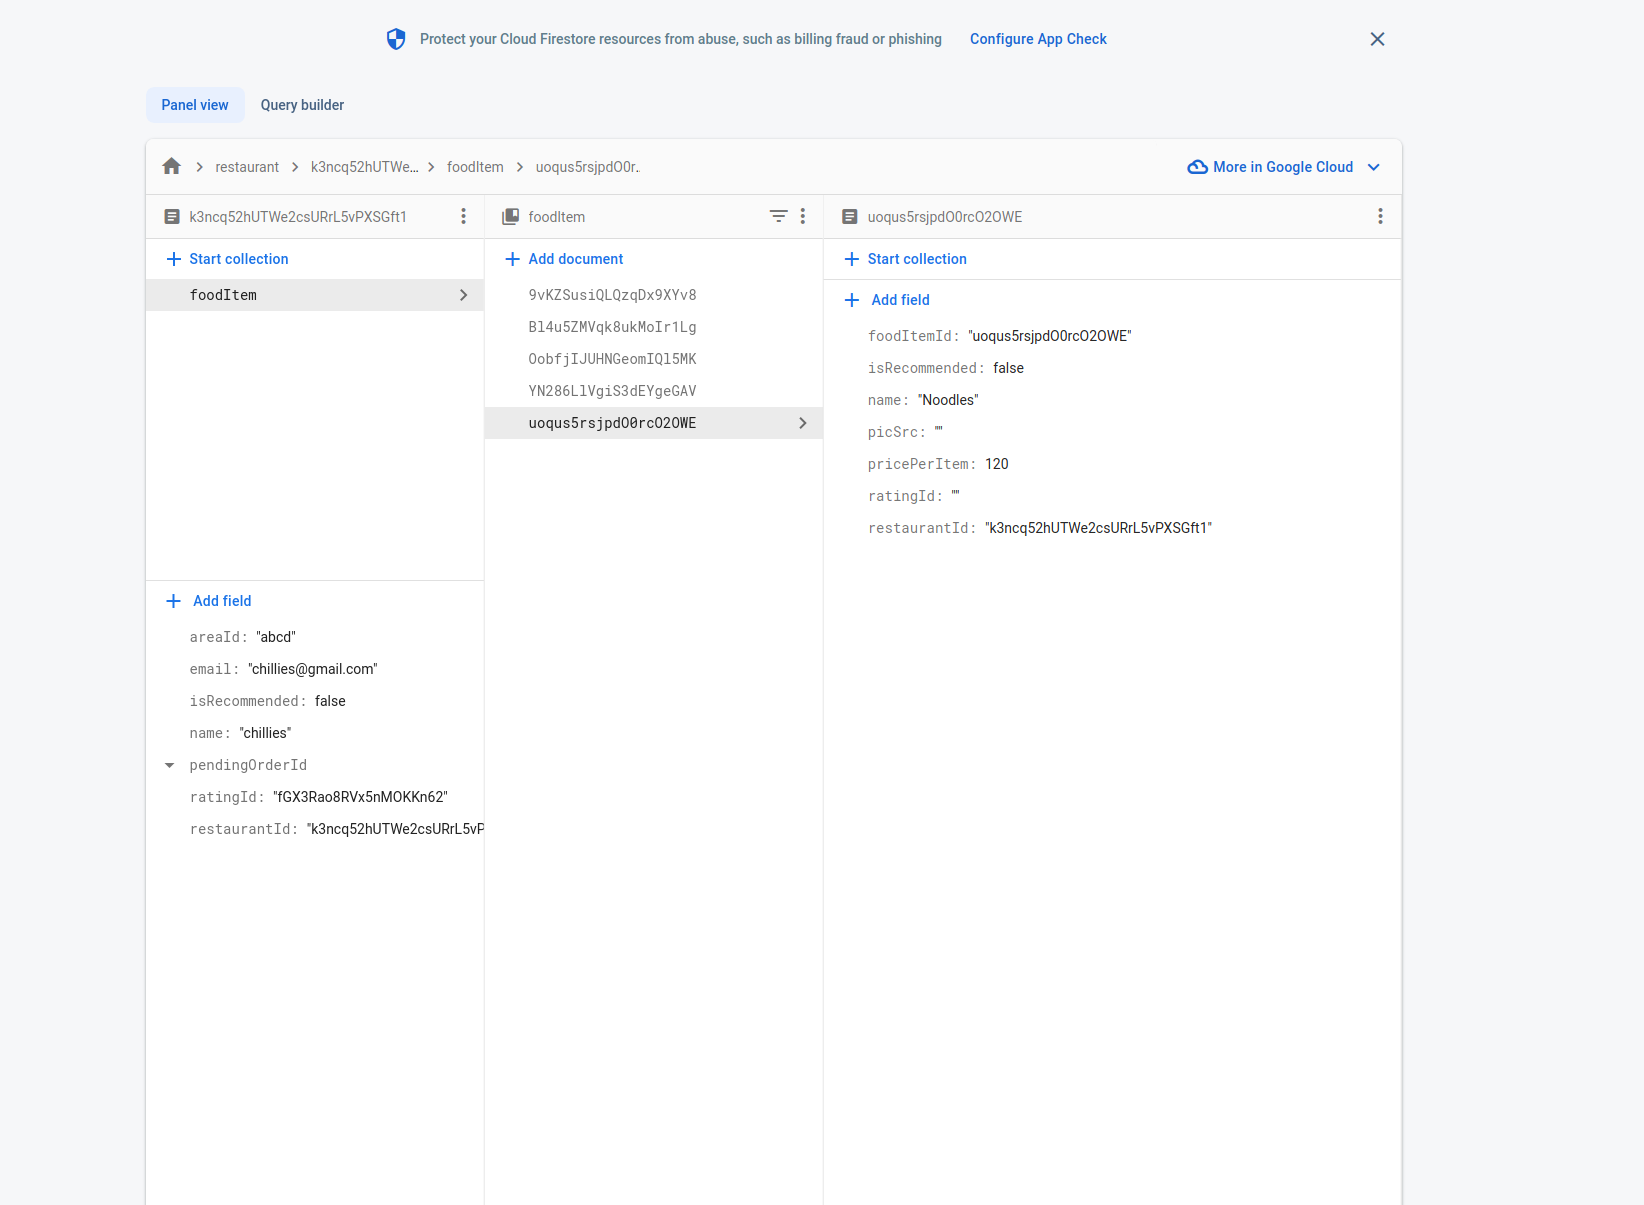 Protect your Cloud Firestore resources from abuse, such as billing fraud or phishing Configure App Check
Panel view Query builder
restaurant > k3ncq52hUTWe... > foodItem > uoqus5rsjpdO0r..
More in Google Cloud
k3ncq52hUTWe2csURrL5vPXSGft1
Start collection
foodItem
Add field
areaId: "abcd"
email: "chillies@gmail.com"
isRecommended: false
name: "chillies"
pendingOrderId
ratingId: "fGX3Rao8RVx5nMOKKn62"
restaurantId: "k3ncq52hUTWe2csURrL5vP
foodItem
Add document
9vKZSusiQLQzqDx9XYv8
Bl4u5ZMVqk8ukMoIr1Lg
OobfjIJUHNGeomIQl5MK
YN286LlVgiS3dEYgeGAV
uoqus5rsjpdO0rcO2OWE
uoqus5rsjpdO0rcO2OWE
Start collection
Add field
foodItemId: "uoqus5rsjpdO0rcO2OWE"
isRecommended: false
name: "Noodles"
picSrc: ""
pricePerItem: 120
ratingId: ""
restaurantId: "k3ncq52hUTWe2csURrL5vPXSGft1"